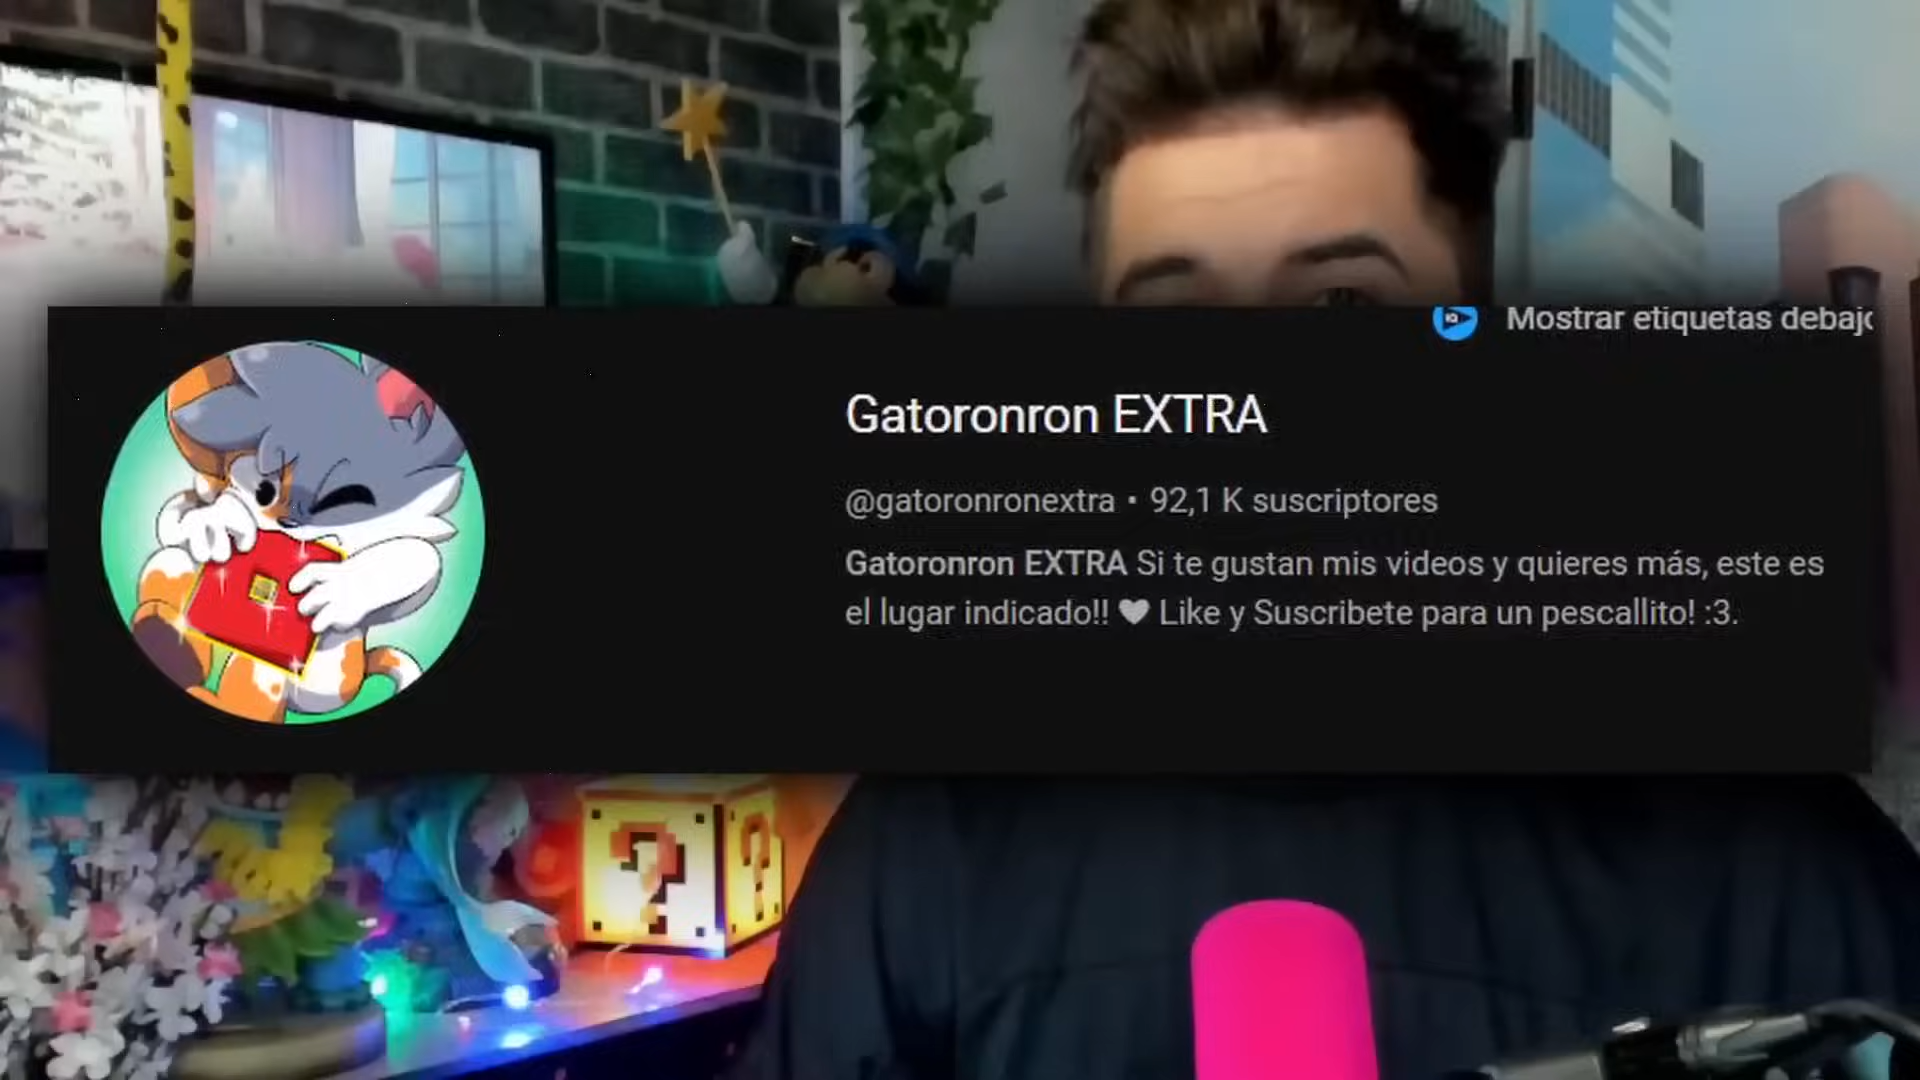 Mostrar etiquetas debajo
Gatoronron EXTRA
@gatoronronextra • 92,1 K suscriptores
Gatoronron EXTRA Si te gustan mis videos y quieres más, este es
el lugar indicado!! ♥ Like y Suscribete para un pescallito! :3.
?
?